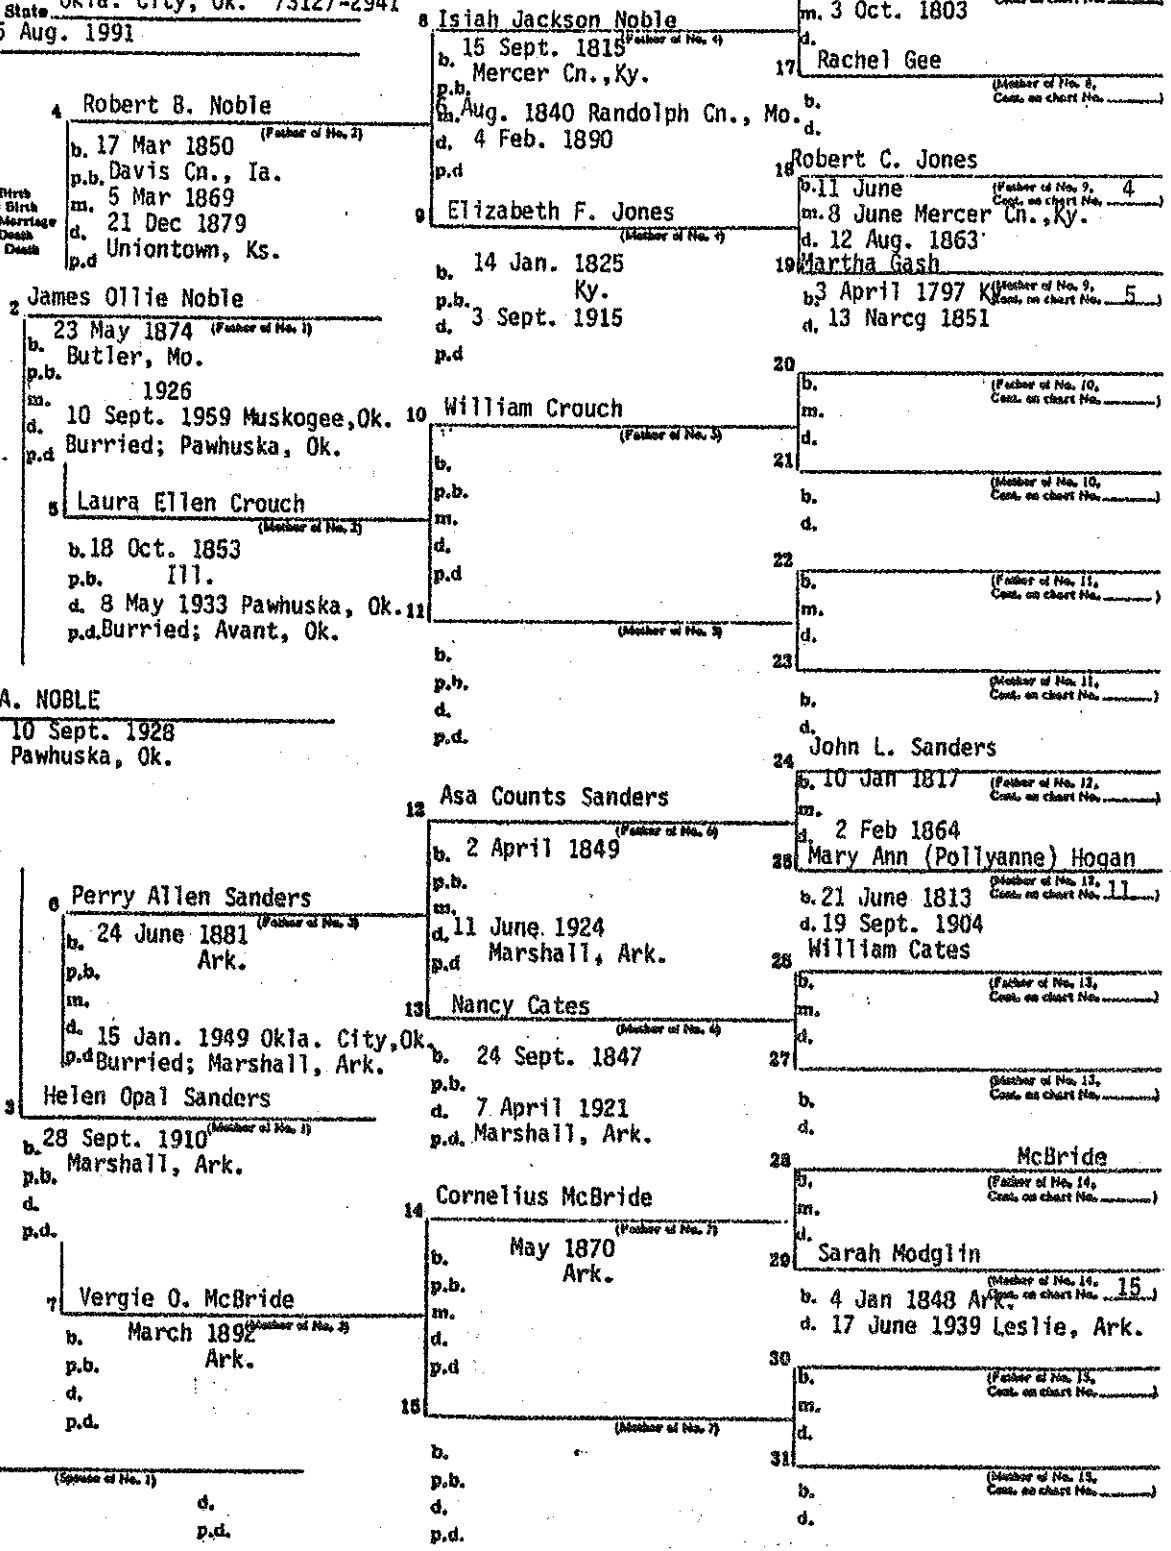 State Okla. City, Ok. 73127-2941
5 Aug. 1991
Birth
Birth
Marriage
Death
Death
4 Robert B. Noble
(Father of No. 2)
b. 17 Mar 1850
p.b. Davis Cn., Ia.
m. 5 Mar 1869
d. 21 Dec 1879
p.d Uniontown, Ks.
2 James Ollie Noble
b. 23 May 1874 (Father of No. 1)
p.b. Butler, Mo.
m. 1926
d. 10 Sept. 1959 Muskogee,Ok.
p.d Burried; Pawhuska, Ok.
5 Laura Ellen Crouch
(Mother of No. 2)
b. 18 Oct. 1853
p.b. Ill.
d. 8 May 1933 Pawhuska, Ok.
p.d. Burried; Avant, Ok.
A. NOBLE
10 Sept. 1928
Pawhuska, Ok.
6 Perry Allen Sanders
(Father of No. 3)
b. 24 June 1881
p.b. Ark.
m.
d. 15 Jan. 1949 Okla. City,Ok.
p.d Burried; Marshall, Ark.
3 Helen Opal Sanders
(Mother of No. 1)
b. 28 Sept. 1910
p.b. Marshall, Ark.
d.
p.d.
7 Vergie O. McBride
(Mother of No. 3)
b. March 1892
p.b. Ark.
d.
p.d.
(Spouse of No. 1)
d.
p.d.
8 Isiah Jackson Noble
(Father of No. 4)
b. 15 Sept. 1815
p.b. Mercer Cn.,Ky.
m. 6 Aug. 1840 Randolph Cn., Mo.
d. 4 Feb. 1890
p.d
9 Elizabeth F. Jones
(Mother of No. 4)
b. 14 Jan. 1825
p.b. Ky.
d. 3 Sept. 1915
p.d
10 William Crouch
(Father of No. 5)
b.
p.b.
m.
d.
p.d
11
(Mother of No. 5)
b.
p.b.
d.
p.d.
12 Asa Counts Sanders
(Father of No. 6)
b. 2 April 1849
p.b.
m.
d. 11 June 1924
p.d Marshall, Ark.
13 Nancy Cates
(Mother of No. 6)
b. 24 Sept. 1847
p.b.
d. 7 April 1921
p.d. Marshall, Ark.
14 Cornelius McBride
(Father of No. 7)
b. May 1870
p.b. Ark.
m.
d.
p.d
15
(Mother of No. 7)
b.
p.b.
d.
p.d.
m. 3 Oct. 1803
d.
17 Rachel Gee
(Mother of No. 8,
Cont. on chart No. )
b.
d.
18 Robert C. Jones
b. 11 June (Father of No. 9,
Cont. on chart No. 4 )
m. 8 June Mercer Cn.,Ky.
d. 12 Aug. 1863
19 Martha Gash
(Mother of No. 9,
Cont. on chart No. 5 )
b. 3 April 1797 Ky
d. 13 Narcg 1851
20
b. (Father of No. 10,
Cont. on chart No. )
m.
d.
21
(Mother of No. 10,
Cont. on chart No. )
b.
d.
22
b. (Father of No. 11,
Cont. on chart No. )
m.
d.
23
(Mother of No. 11,
Cont. on chart No. )
b.
d.
24 John L. Sanders
b. 10 Jan 1817 (Father of No. 12,
Cont. on chart No. )
m.
d. 2 Feb 1864
25 Mary Ann (Pollyanne) Hogan
(Mother of No. 12,
Cont. on chart No. 11 )
b. 21 June 1813
d. 19 Sept. 1904
26 William Cates
b. (Father of No. 13,
Cont. on chart No. )
m.
d.
27
(Mother of No. 13,
Cont. on chart No. )
b.
d.
28 McBride
b. (Father of No. 14,
Cont. on chart No. )
m.
d.
29 Sarah Modglin
(Mother of No. 14,
Cont. on chart No. 15 )
b. 4 Jan 1848 Ark.
d. 17 June 1939 Leslie, Ark.
30
b. (Father of No. 15,
Cont. on chart No. )
m.
d.
31
(Mother of No. 15,
Cont. on chart No. )
b.
d.